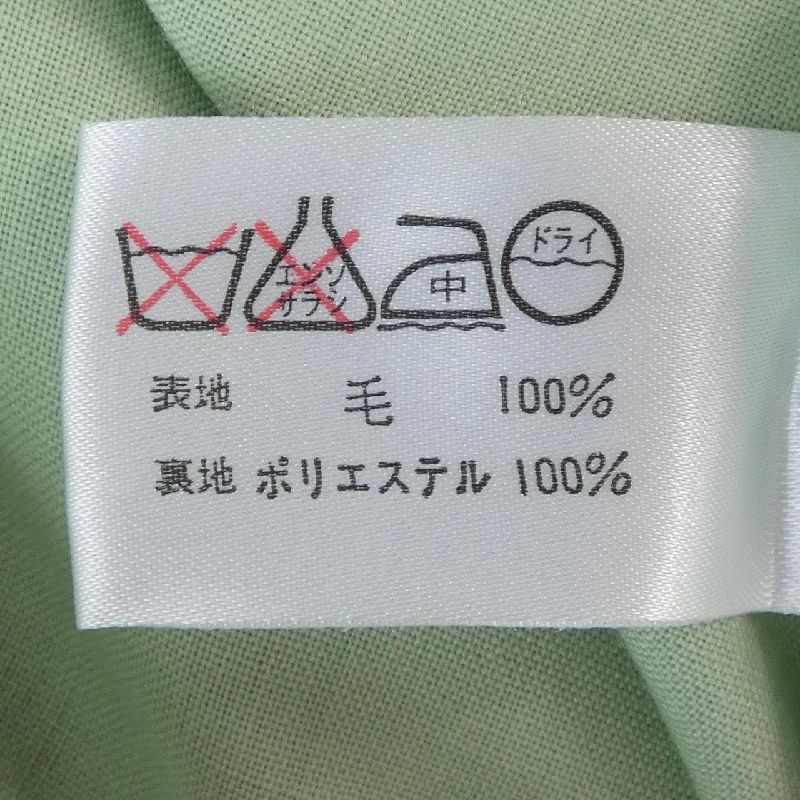 エンソ
サラシ
中
ドライ
表地 毛 100%
裏地 ポリエステル 100%